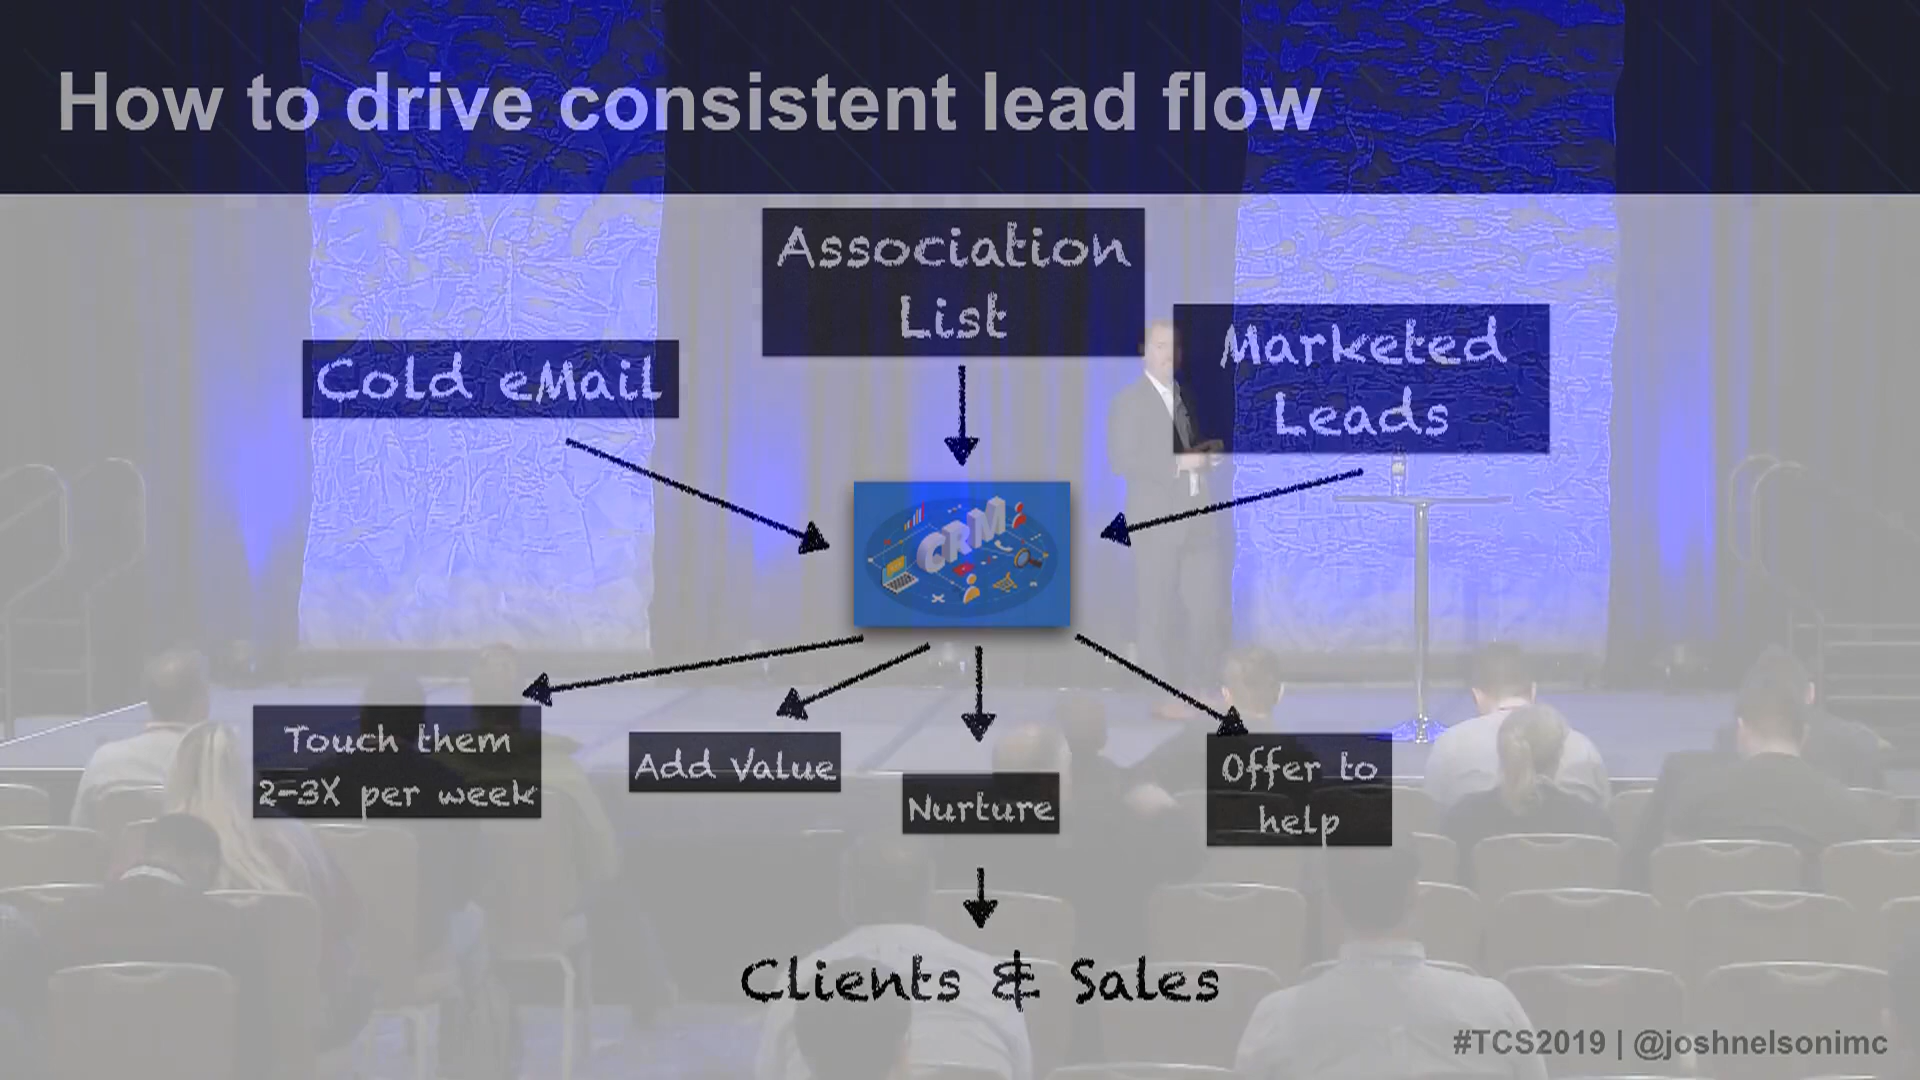 How to drive consistent lead flow
Association
List
Cold eMail
Marketed
Leads
CRM
Touch them
2-3X per week
Add Value
Nurture
Offer to
help
Clients & Sales
#TCS2019 | @joshnelsonimc